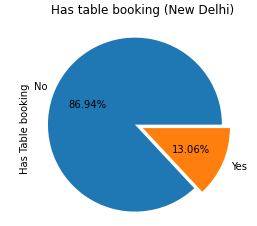 Has table booking (New Delhi)
No
86.94%
Has Table booking
13.06%
Yes